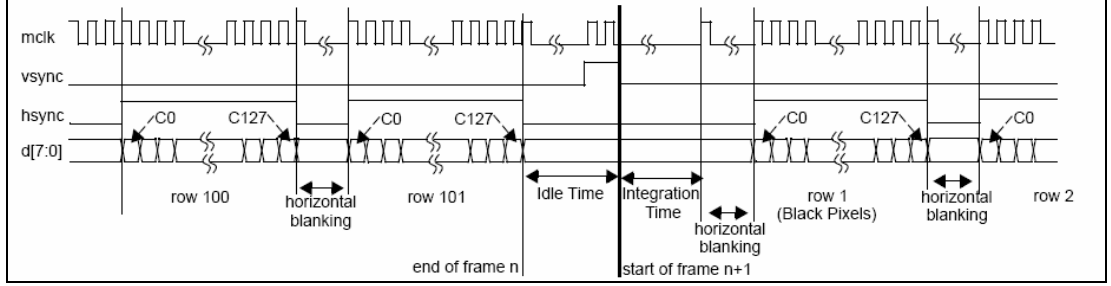 mclk
vsync
hsync
C0 C127 C0 C127 C0 C127 C0
d[7:0]
row 100 horizontal blanking row 101 Idle Time Integration Time horizontal blanking row 1 (Black Pixels) horizontal blanking row 2
end of frame n start of frame n+1